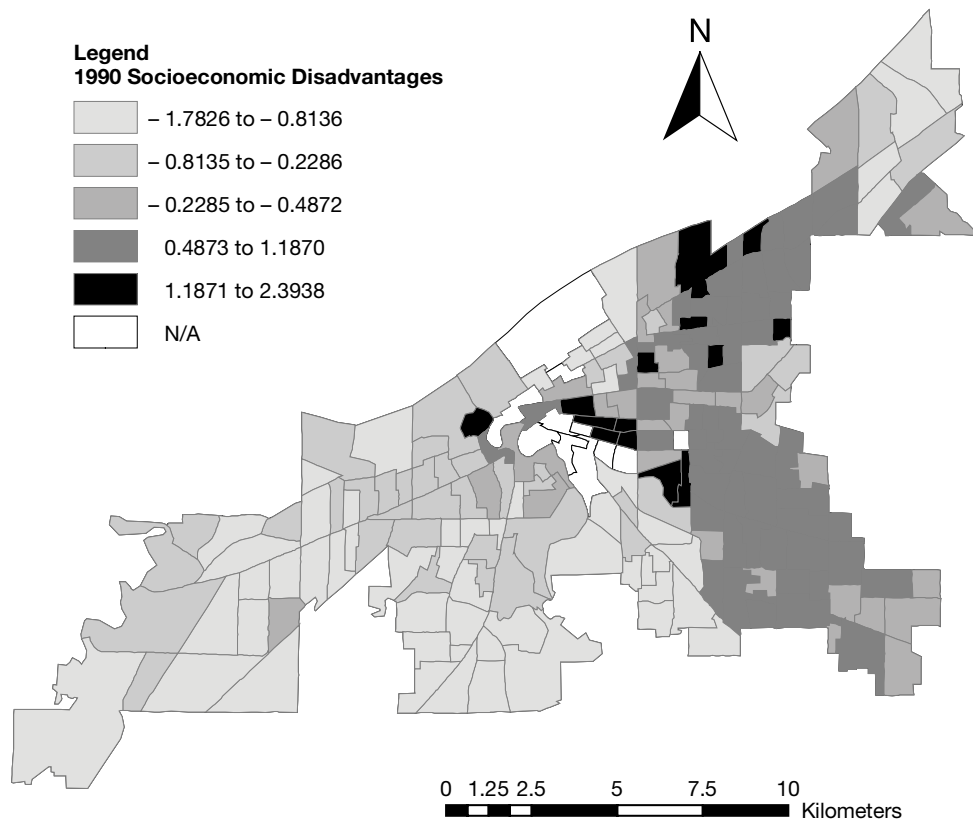 Legend
1990 Socioeconomic Disadvantages
– 1.7826 to – 0.8136
– 0.8135 to – 0.2286
– 0.2285 to – 0.4872
0.4873 to 1.1870
1.1871 to 2.3938
N/A
N
0 1.25 2.5 5 7.5 10
Kilometers